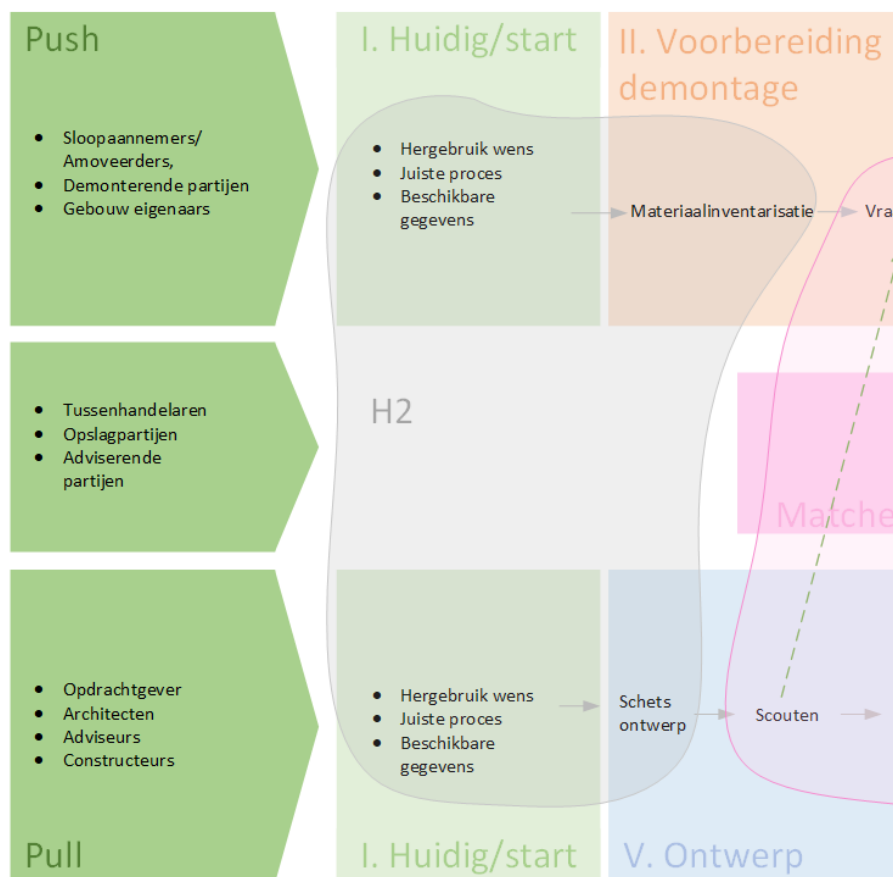 Push
• Sloopaannemers/
Amoveerders,
• Demonterende partijen
• Gebouw eigenaars
I. Huidig/start
• Hergebruik wens
• Juiste proces
• Beschikbare
gegevens
II. Voorbereiding
demontage
Materiaalinventarisatie
Vra
• Tussenhandelaren
• Opslagpartijen
• Adviserende
partijen
H2
Matche
• Opdrachtgever
• Architecten
• Adviseurs
• Constructeurs
Pull
• Hergebruik wens
• Juiste proces
• Beschikbare
gegevens
I. Huidig/start
Schets
ontwerp
Scouten
V. Ontwerp